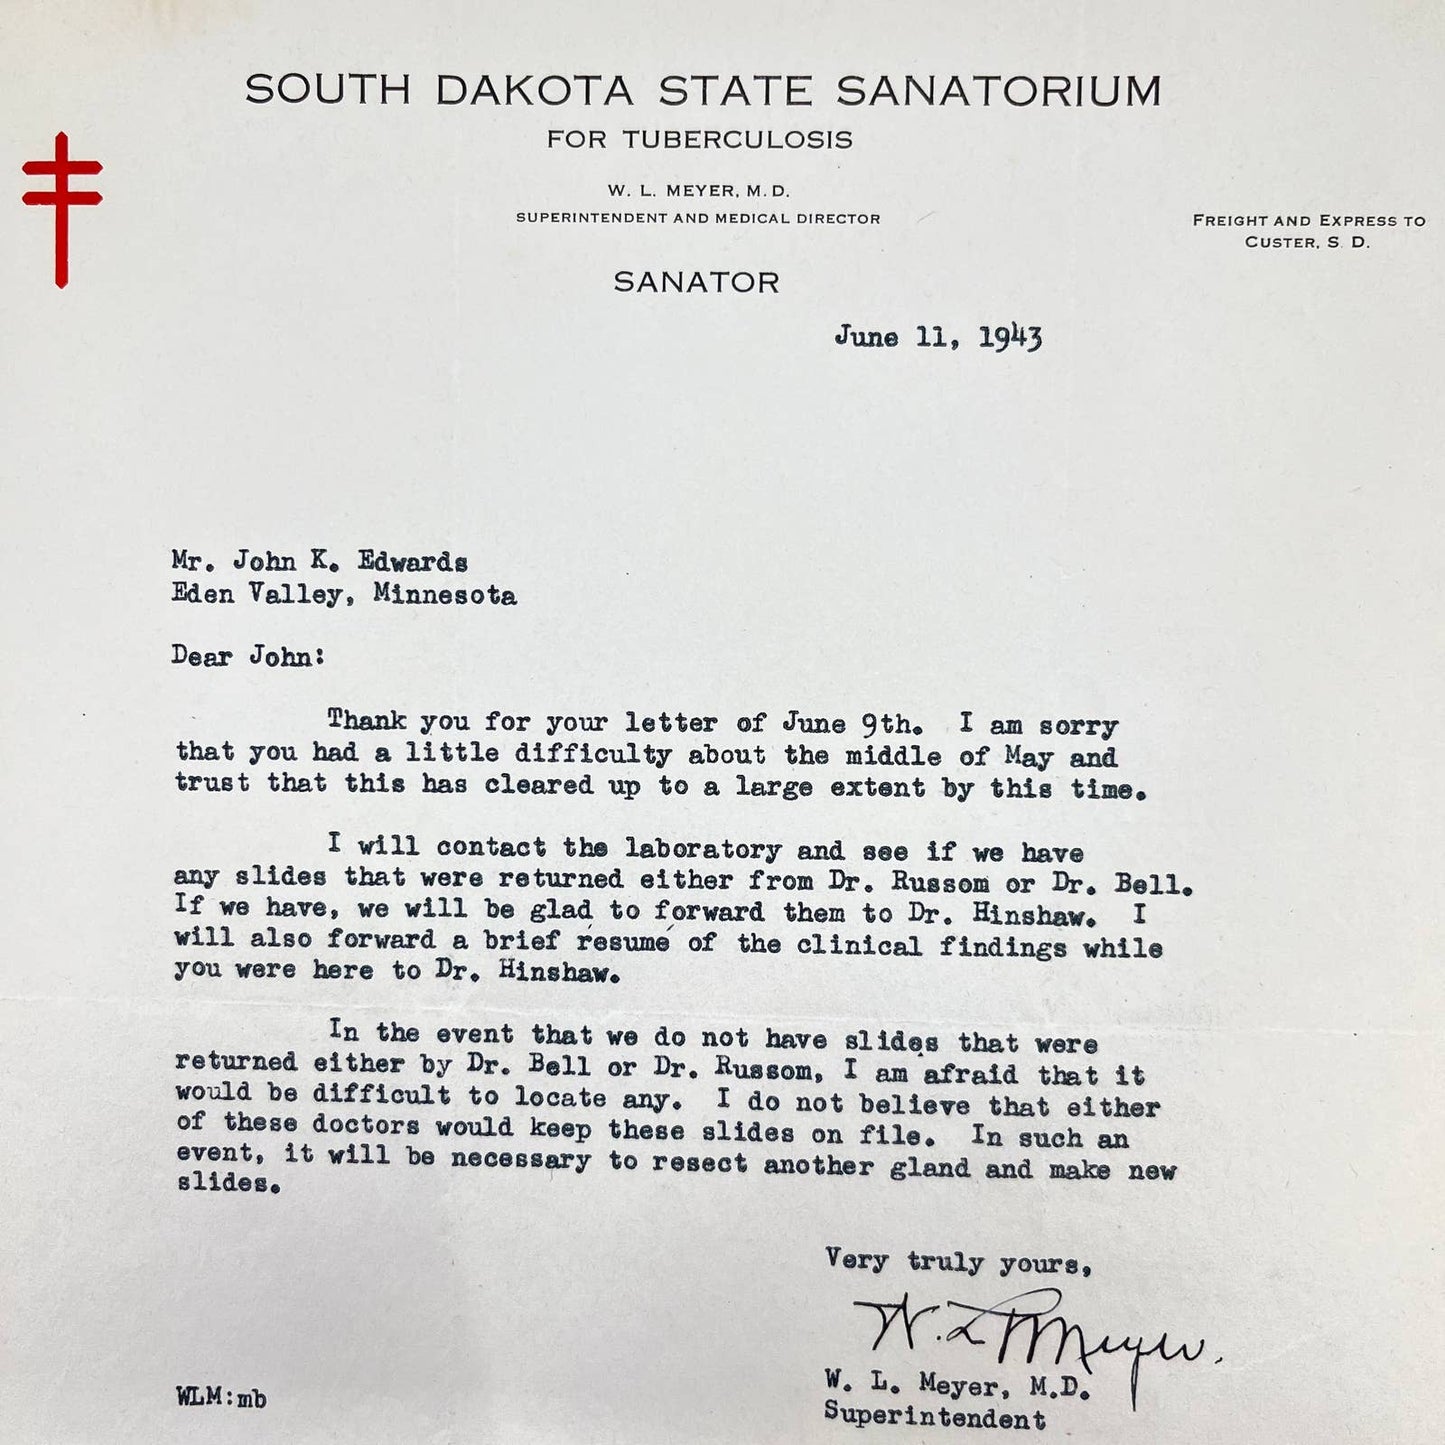 SOUTH DAKOTA STATE SANATORIUM
FOR TUBERCULOSIS
W. L. MEYER, M. D.
SUPERINTENDENT AND MEDICAL DIRECTOR
FREIGHT AND EXPRESS TO
CUSTER, S. D.
SANATOR
June 11, 1943
Mr. John K. Edwards
Eden Valley, Minnesota
Dear John:
Thank you for your letter of June 9th. I am sorry
that you had a little difficulty about the middle of May and
trust that this has cleared up to a large extent by this time.
I will contact the laboratory and see if we have
any slides that were returned either from Dr. Russom or Dr. Bell.
If we have, we will be glad to forward them to Dr. Hinshaw. I
will also forward a brief résumé of the clinical findings while
you were here to Dr. Hinshaw.
In the event that we do not have slides that were
returned either by Dr. Bell or Dr. Russom, I am afraid that it
would be difficult to locate any. I do not believe that either
of these doctors would keep these slides on file. In such an
event, it will be necessary to resect another gland and make new
slides.
Very truly yours,
W. L. Meyer.
W. L. Meyer, M.D.
Superintendent
WLM:mb